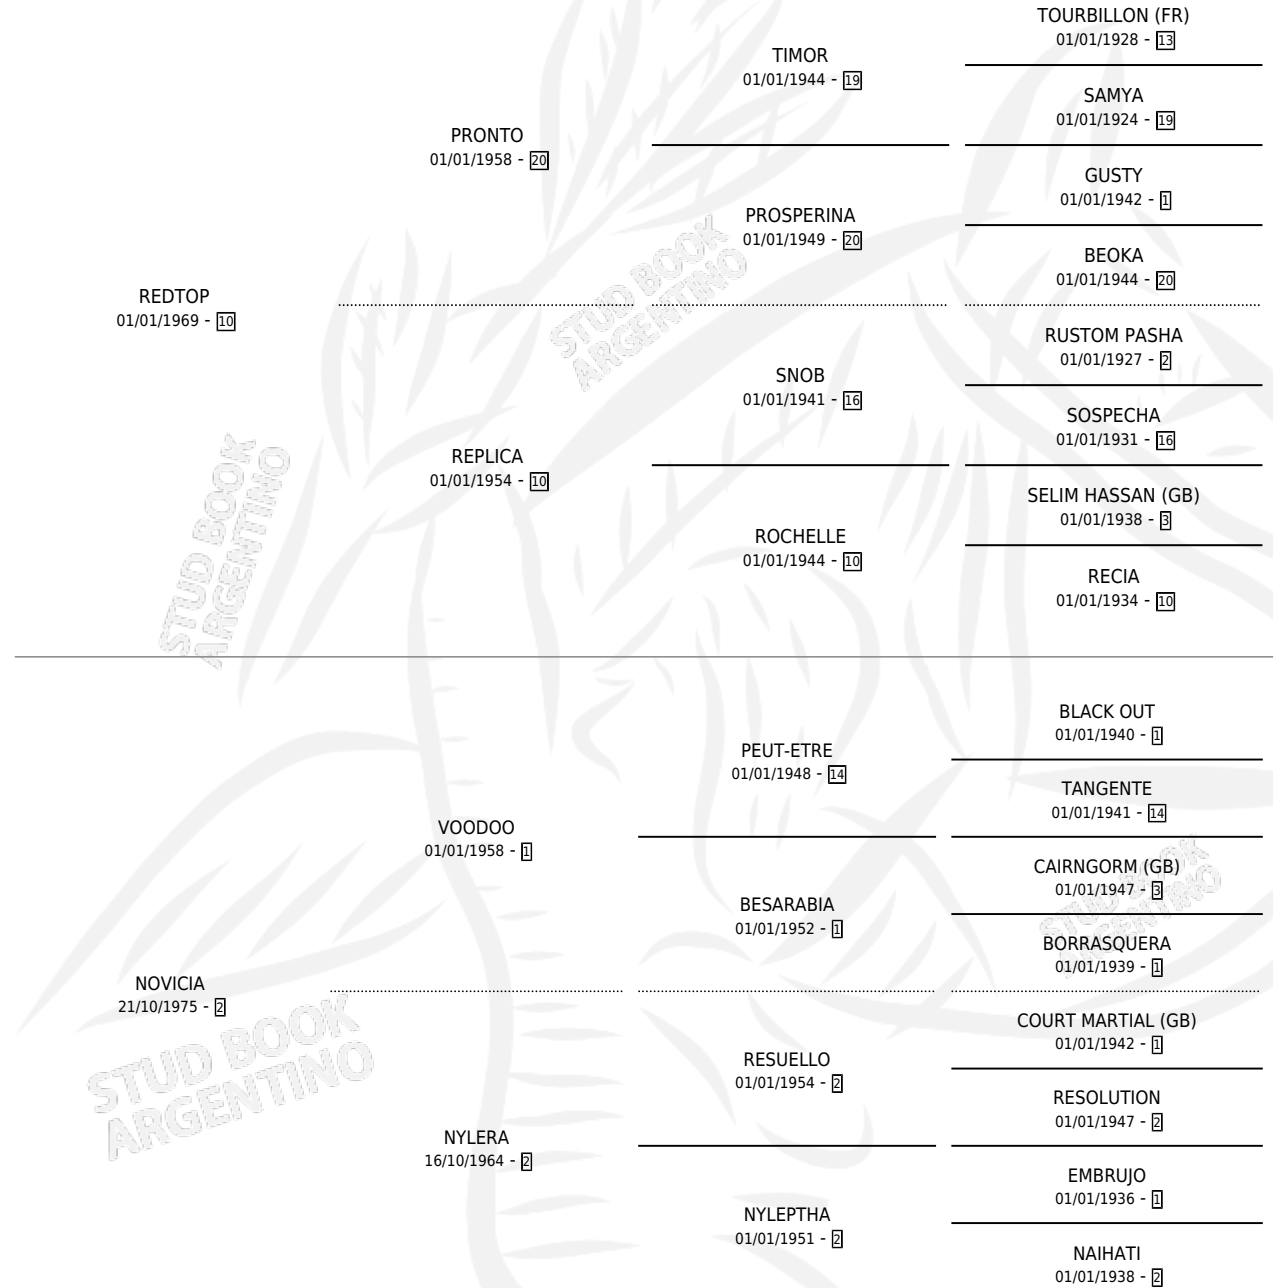 TOURBILLON (FR)
01/01/1928 - 13
TIMOR
01/01/1944 - 19
SAMYA
01/01/1924 - 19
PRONTO
01/01/1958 - 20
GUSTY
01/01/1942 - 1
PROSPERINA
01/01/1949 - 20
BEOKA
01/01/1944 - 20
REDTOP
01/01/1969 - 10
RUSTOM PASHA
01/01/1927 - 2
SNOB
01/01/1941 - 16
SOSPECHA
01/01/1931 - 16
REPLICA
01/01/1954 - 10
SELIM HASSAN (GB)
01/01/1938 - 3
ROCHELLE
01/01/1944 - 10
RECIA
01/01/1934 - 10
BLACK OUT
01/01/1940 - 1
PEUT-ETRE
01/01/1948 - 14
TANGENTE
01/01/1941 - 14
VOODOO
01/01/1958 - 1
CAIRNGORM (GB)
01/01/1947 - 3
BESARABIA
01/01/1952 - 1
BORRASQUERA
01/01/1939 - 1
NOVICIA
21/10/1975 - 2
COURT MARTIAL (GB)
01/01/1942 - 1
RESUELLO
01/01/1954 - 2
RESOLUTION
01/01/1947 - 2
NYLERA
16/10/1964 - 2
EMBRUJO
01/01/1936 - 1
NYLEPTHA
01/01/1951 - 2
NAIHATI
01/01/1938 - 2
STUD BOOK
ARGENTINO
STUD BOOK
ARGENTINO
STUD BOOK
ARGENTINO
STUD BOOK
ARGENTINO